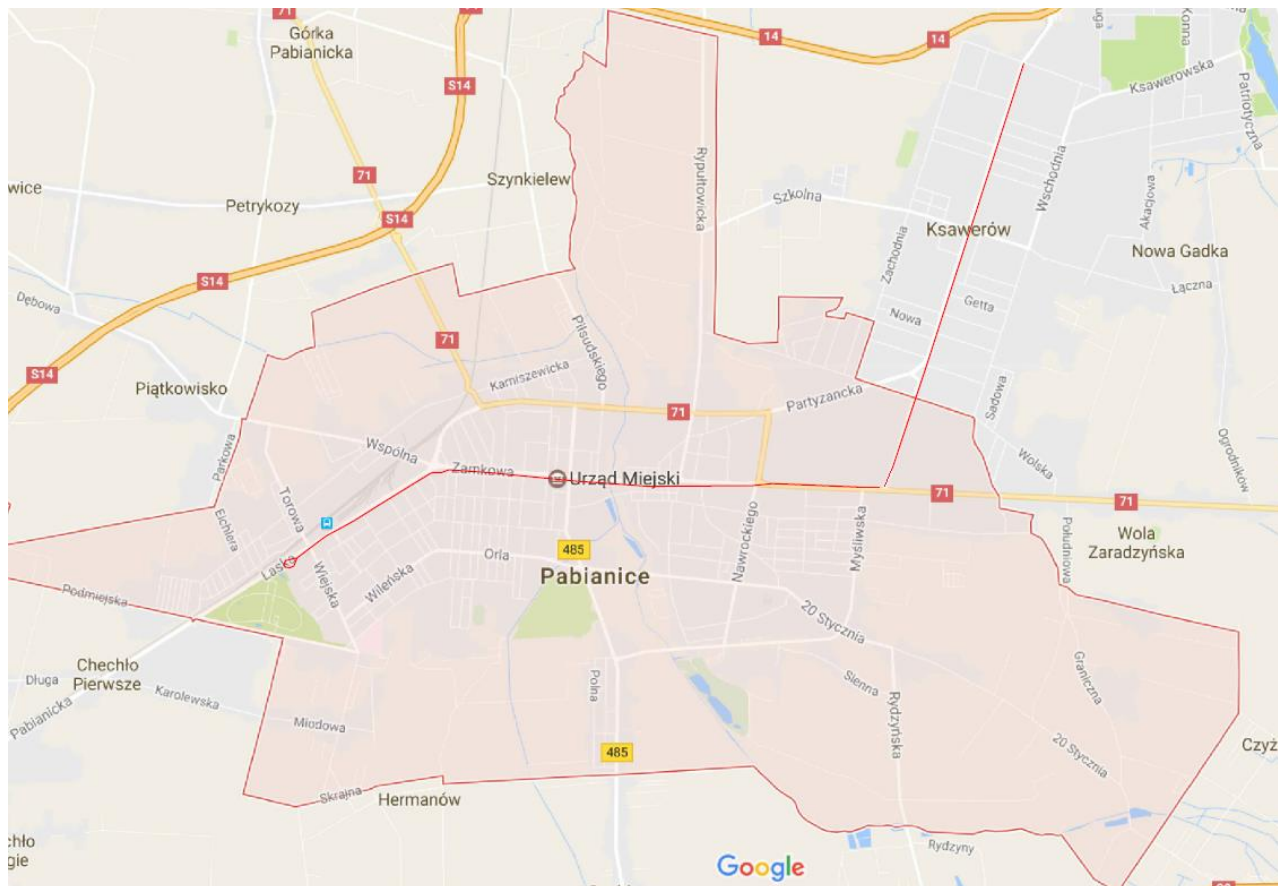 71
Górka
Pabianicka
14
14
Konna
Ksawerowska
Patriotyczna
S14
71
Rypułtowicka
Wschodnia
Szynkielew
Szkolna
Akacjowa
wice
Petrykozy
S14
Ksawerów
Zachodnia
Nowa Gadka
Łączna
S14
Dębowa
Getta
Nowa
Piłsudskiego
71
S14
Kamiszewicka
Piątkowisko
Partyzancka
Sadowa
71
Ogrodników
Wspólna
Zamkowa
Parkowa
Urząd Miejski
Wolska
71
71
Torowa
Eichlera
Nawrockiego
Myśliwska
Południowa
Wola
Zaradzyńska
Łaska
Orla
485
Wiejska
Wileńska
Pabianice
Podmiejska
20 Stycznia
Chechło
Pierwsze
Długa
Karolewska
Pabianicka
Miodowa
Polna
Sienna
Rydzyńska
Graniczna
485
20 Stycznia
Czyż
Skrajna
Hermanów
chło
gie
Rydzyny
Google